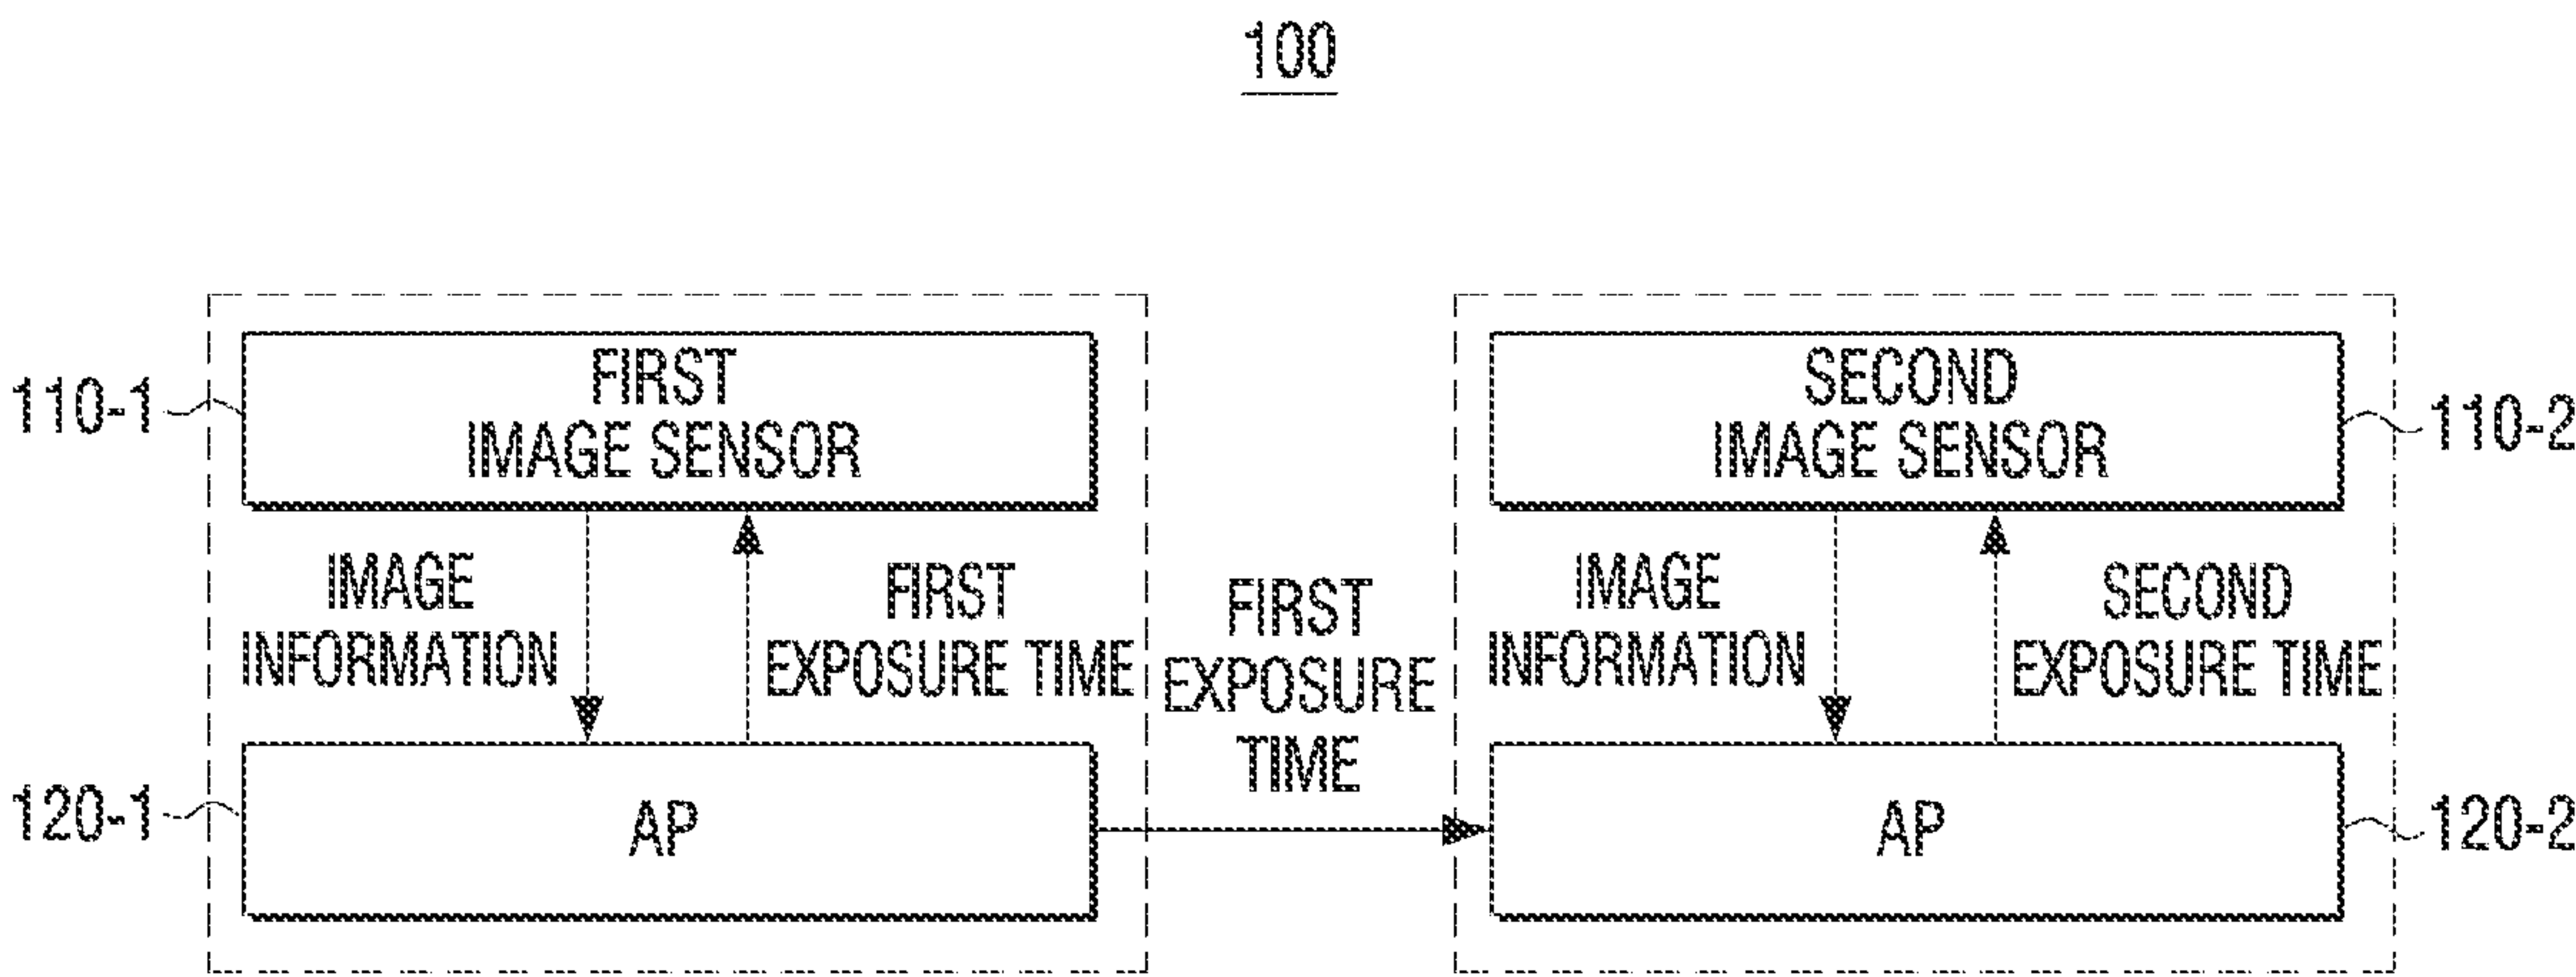 100
110-1
FIRST
IMAGE SENSOR
IMAGE
INFORMATION
FIRST
EXPOSURE TIME
120-1
AP
FIRST
EXPOSURE
TIME
SECOND
IMAGE SENSOR
110-2
IMAGE
INFORMATION
SECOND
EXPOSURE TIME
AP
120-2